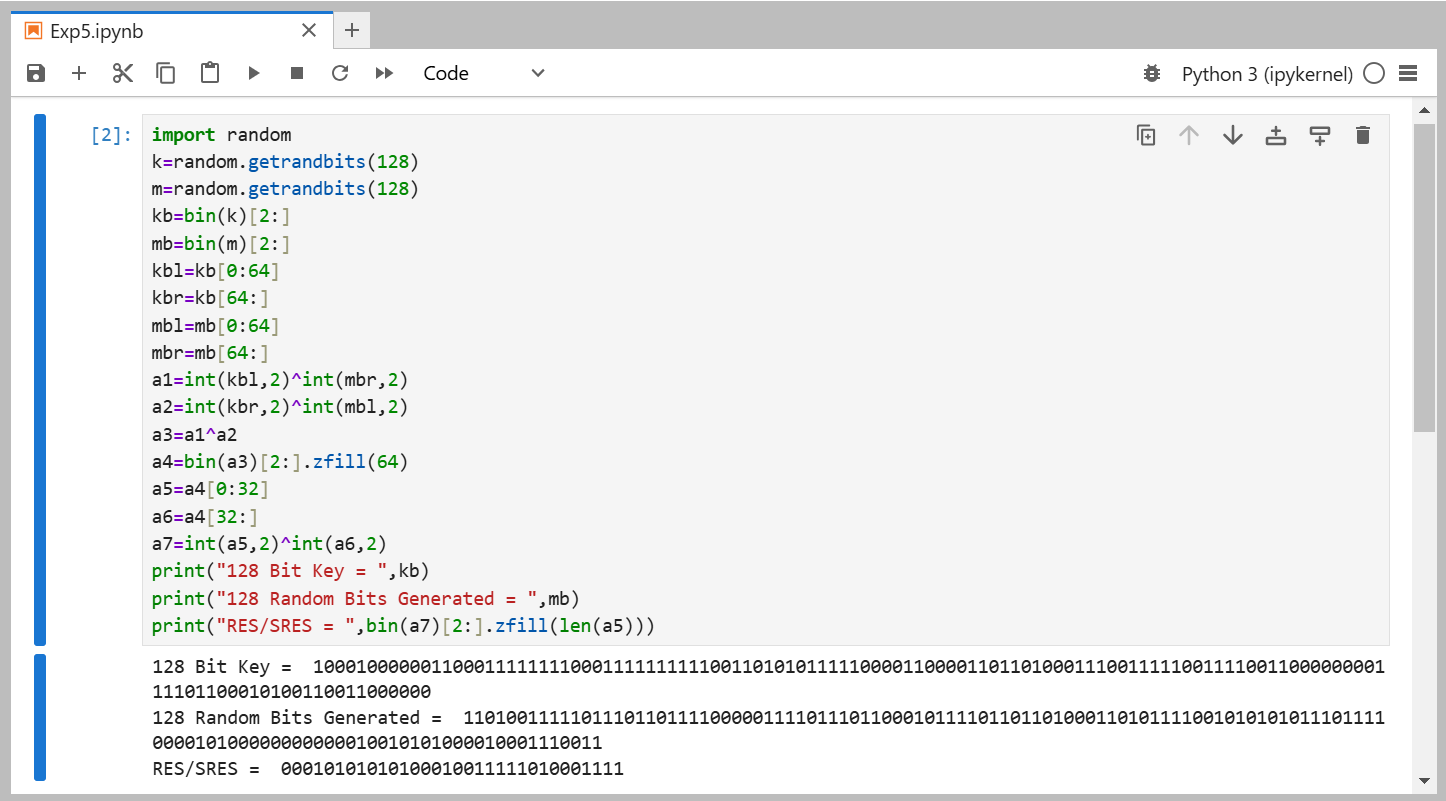 Exp5.ipynb
Code
Python 3 (ipykernel)
[2]:
import random
k=random.getrandbits(128)
m=random.getrandbits(128)
kb=bin(k)[2:]
mb=bin(m)[2:]
kbl=kb[0:64]
kbr=kb[64:]
mbl=mb[0:64]
mbr=mb[64:]
a1=int(kbl,2)^int(mbr,2)
a2=int(kbr,2)^int(mbl,2)
a3=a1^a2
a4=bin(a3)[2:].zfill(64)
a5=a4[0:32]
a6=a4[32:]
a7=int(a5,2)^int(a6,2)
print("128 Bit Key = ",kb)
print("128 Random Bits Generated = ",mb)
print("RES/SRES = ",bin(a7)[2:].zfill(len(a5)))
128 Bit Key =  1000100000011000111111110001111111111001101010111110000110000110110100011100111110011110011000000001
11101100010100110011000000
128 Random Bits Generated =  11010011111011101101111000001111011101100010111101101101000110101111001010101011101111
000010100000000000010010101000010001110011
RES/SRES =  00010101010100010011111010001111